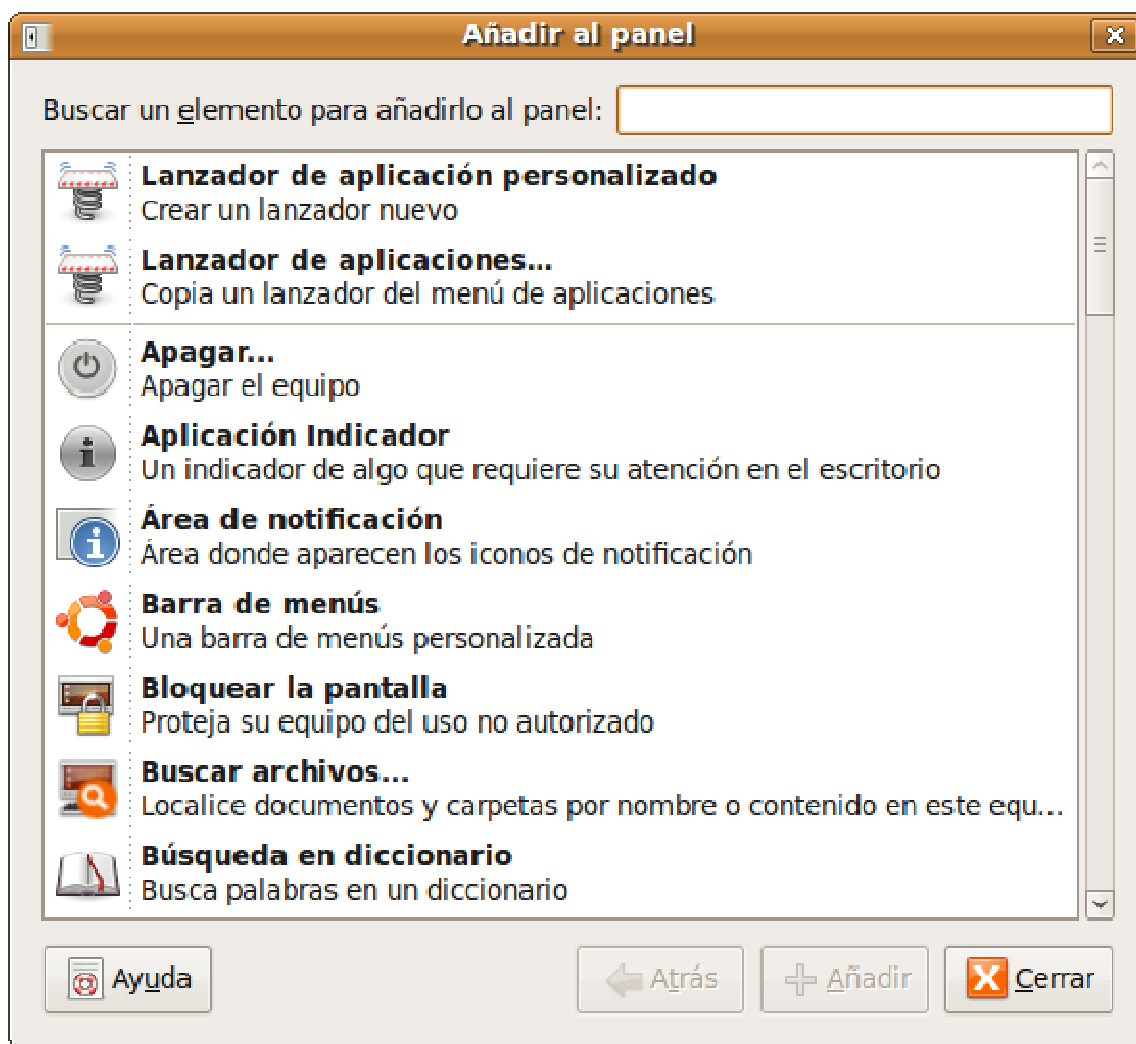 Añadir al panel
Buscar un elemento para añadirlo al panel:
Lanzador de aplicación personalizado
Crear un lanzador nuevo
Lanzador de aplicaciones...
Copia un lanzador del menú de aplicaciones
Apagar...
Apagar el equipo
Aplicación Indicador
Un indicador de algo que requiere su atención en el escritorio
Área de notificación
Área donde aparecen los iconos de notificación
Barra de menús
Una barra de menús personalizada
Bloquear la pantalla
Proteja su equipo del uso no autorizado
Buscar archivos...
Localice documentos y carpetas por nombre o contenido en este equ...
Búsqueda en diccionario
Busca palabras en un diccionario
Ayuda Atrás Añadir Cerrar